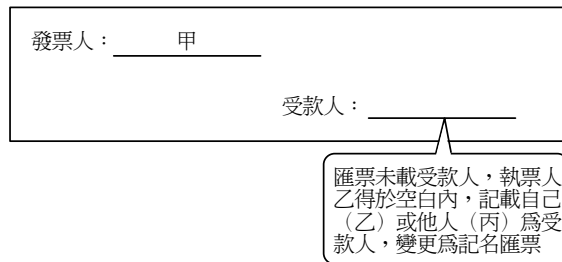 發票人：甲
受款人：
匯票未載受款人，執票人
乙得於空白內，記載自己
（乙）或他人（丙）爲受
款人，變更爲記名匯票